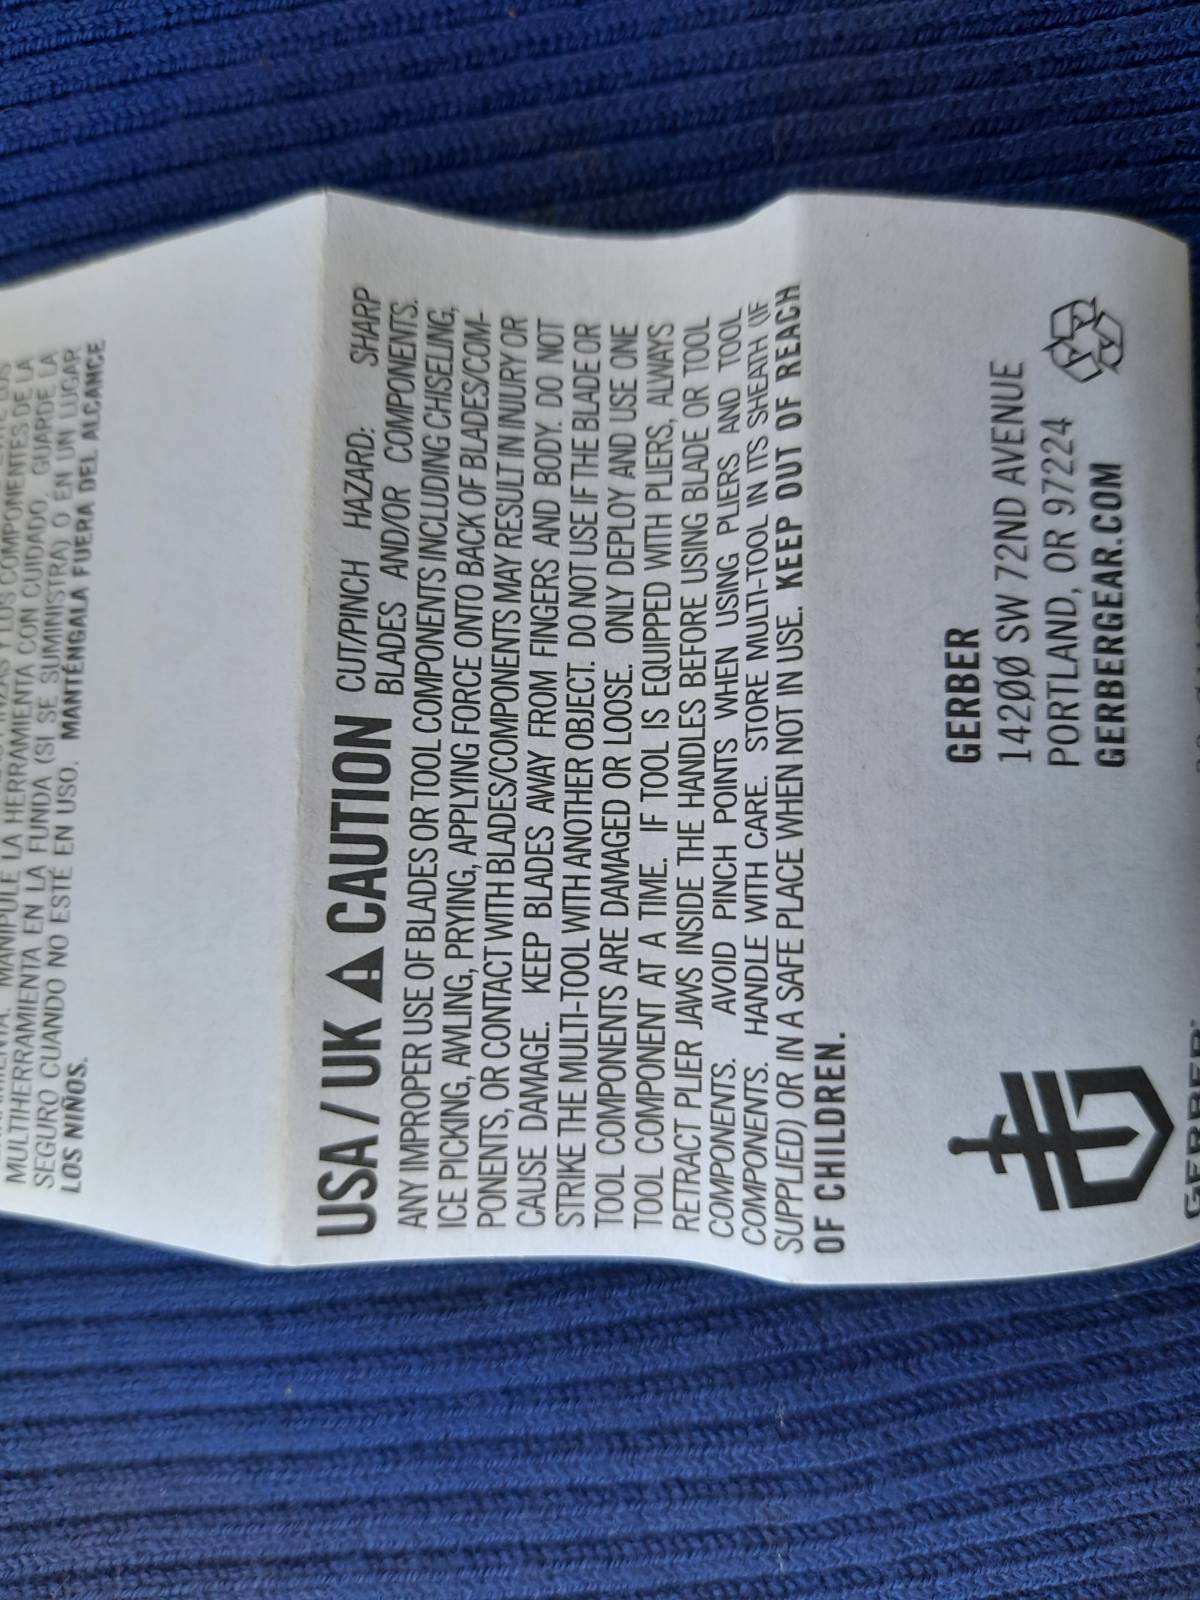 MULTIHERRAMIENTA EN LA FUNDA (SI SE SUMINISTRA) O EN UN LUGAR
SEGURO CUANDO NO ESTÉ EN USO. MANTÉNGALA FUERA DEL ALCANCE
LOS NIÑOS.
USA / UK CAUTION CUT/PINCH HAZARD: SHARP
BLADES AND/OR COMPONENTS.
ANY IMPROPER USE OF BLADES OR TOOL COMPONENTS INCLUDING CHISELING,
ICE PICKING, AWLING, PRYING, APPLYING FORCE ONTO BACK OF BLADES/COM-
PONENTS, OR CONTACT WITH BLADES/COMPONENTS MAY RESULT IN INJURY OR
CAUSE DAMAGE. KEEP BLADES AWAY FROM FINGERS AND BODY. DO NOT
STRIKE THE MULTI-TOOL WITH ANOTHER OBJECT. DO NOT USE IF THE BLADE OR
TOOL COMPONENTS ARE DAMAGED OR LOOSE. ONLY DEPLOY AND USE ONE
TOOL COMPONENT AT A TIME. IF TOOL IS EQUIPPED WITH PLIERS, ALWAYS
RETRACT PLIER JAWS INSIDE THE HANDLES BEFORE USING BLADE OR TOOL
COMPONENTS. AVOID PINCH POINTS WHEN USING PLIERS AND TOOL
COMPONENTS. HANDLE WITH CARE. STORE MULTI-TOOL IN ITS SHEATH (IF
SUPPLIED) OR IN A SAFE PLACE WHEN NOT IN USE. KEEP OUT OF REACH
OF CHILDREN.
GERBER
14200 SW 72ND AVENUE
PORTLAND, OR 97224
GERBERGEAR.COM
GERBER